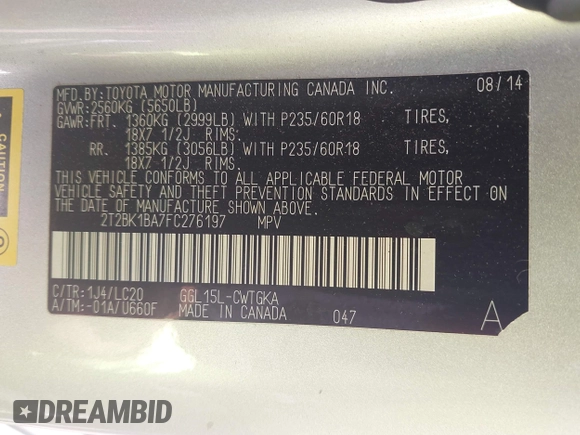 MFD.BY:TOYOTA MOTOR MANUFACTURING CANADA INC. 08/14
GVWR:2560KG (5650LB)
GAWR:FRT. 1360KG (2999LB) WITH P235/60R18 TIRES,
18X7 1/2J RIMS.
RR. 1385KG (3056LB) WITH P235/60R18 TIRES,
18X7 1/2J RIMS.
THIS VEHICLE CONFORMS TO ALL APPLICABLE FEDERAL MOTOR
VEHICLE SAFETY AND THEFT PREVENTION STANDARDS IN EFFECT ON
THE DATE OF MANUFACTURE SHOWN ABOVE.
2T2BK1BA7FC276197 MPV
C/TR:1J4/LC20 GGL15L-CWTGKA
A/TM:-01A/U660F MADE IN CANADA 047 A
CAUTION
DREAMBID